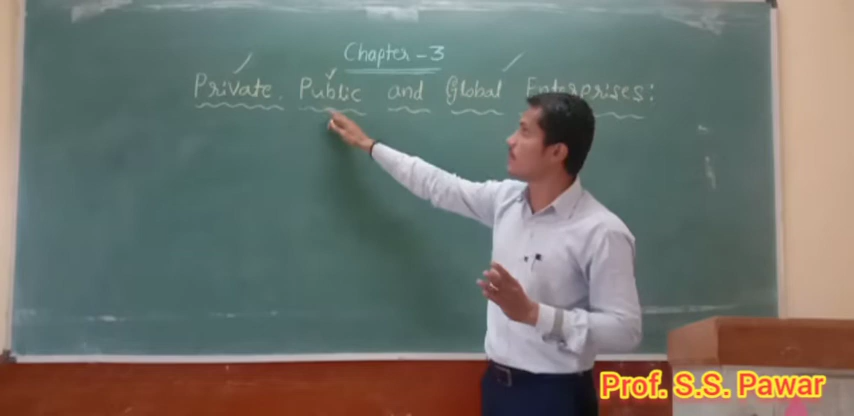 Chapter - 3
Private, Public and Global Enterprises:
Prof. S.S. Pawar